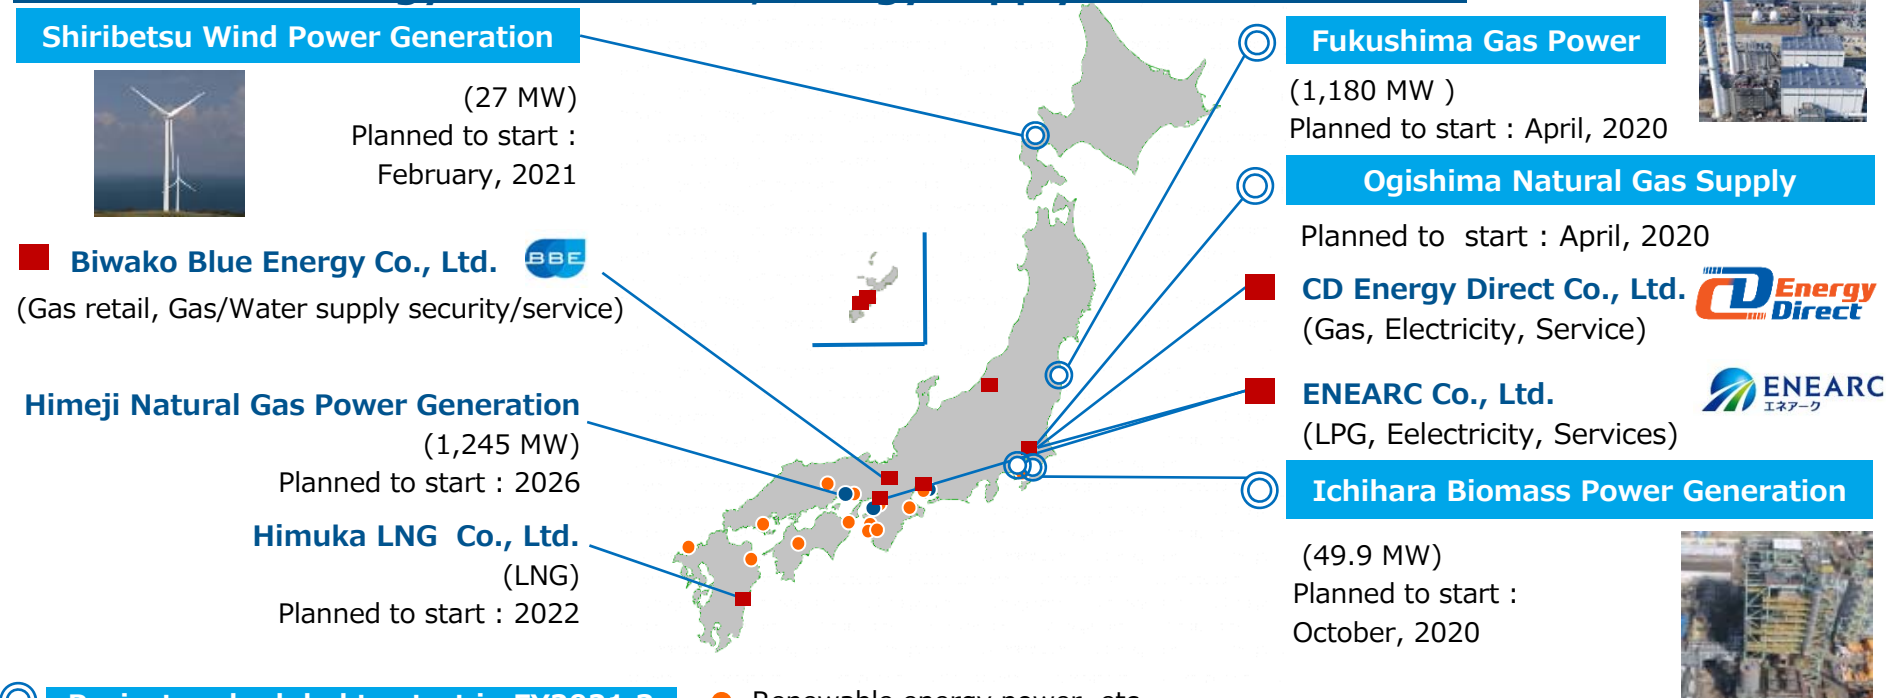 Shiribetsu Wind Power Generation
(27 MW)
Planned to start :
February, 2021
Biwako Blue Energy Co., Ltd.
BBE
(Gas retail, Gas/Water supply security/service)
Himeji Natural Gas Power Generation
(1,245 MW)
Planned to start : 2026
Himuka LNG Co., Ltd.
(LNG)
Planned to start : 2022
Fukushima Gas Power
(1,180 MW )
Planned to start : April, 2020
Ogishima Natural Gas Supply
Planned to start : April, 2020
CD Energy Direct Co., Ltd.
CD Energy
Direct
(Gas, Electricity, Service)
ENEARC Co., Ltd.
ENEARC
エネアーク
(LPG, Eelectricity, Services)
Ichihara Biomass Power Generation
(49.9 MW)
Planned to start :
October, 2020
Renewable energy power, etc.